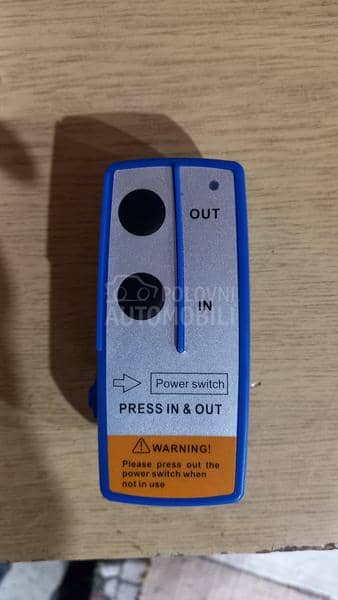 OUT
POLOVNI
AUTOMOBILI
IN
Power switch
PRESS IN & OUT
WARNING!
Please press out the
power switch when
not in use